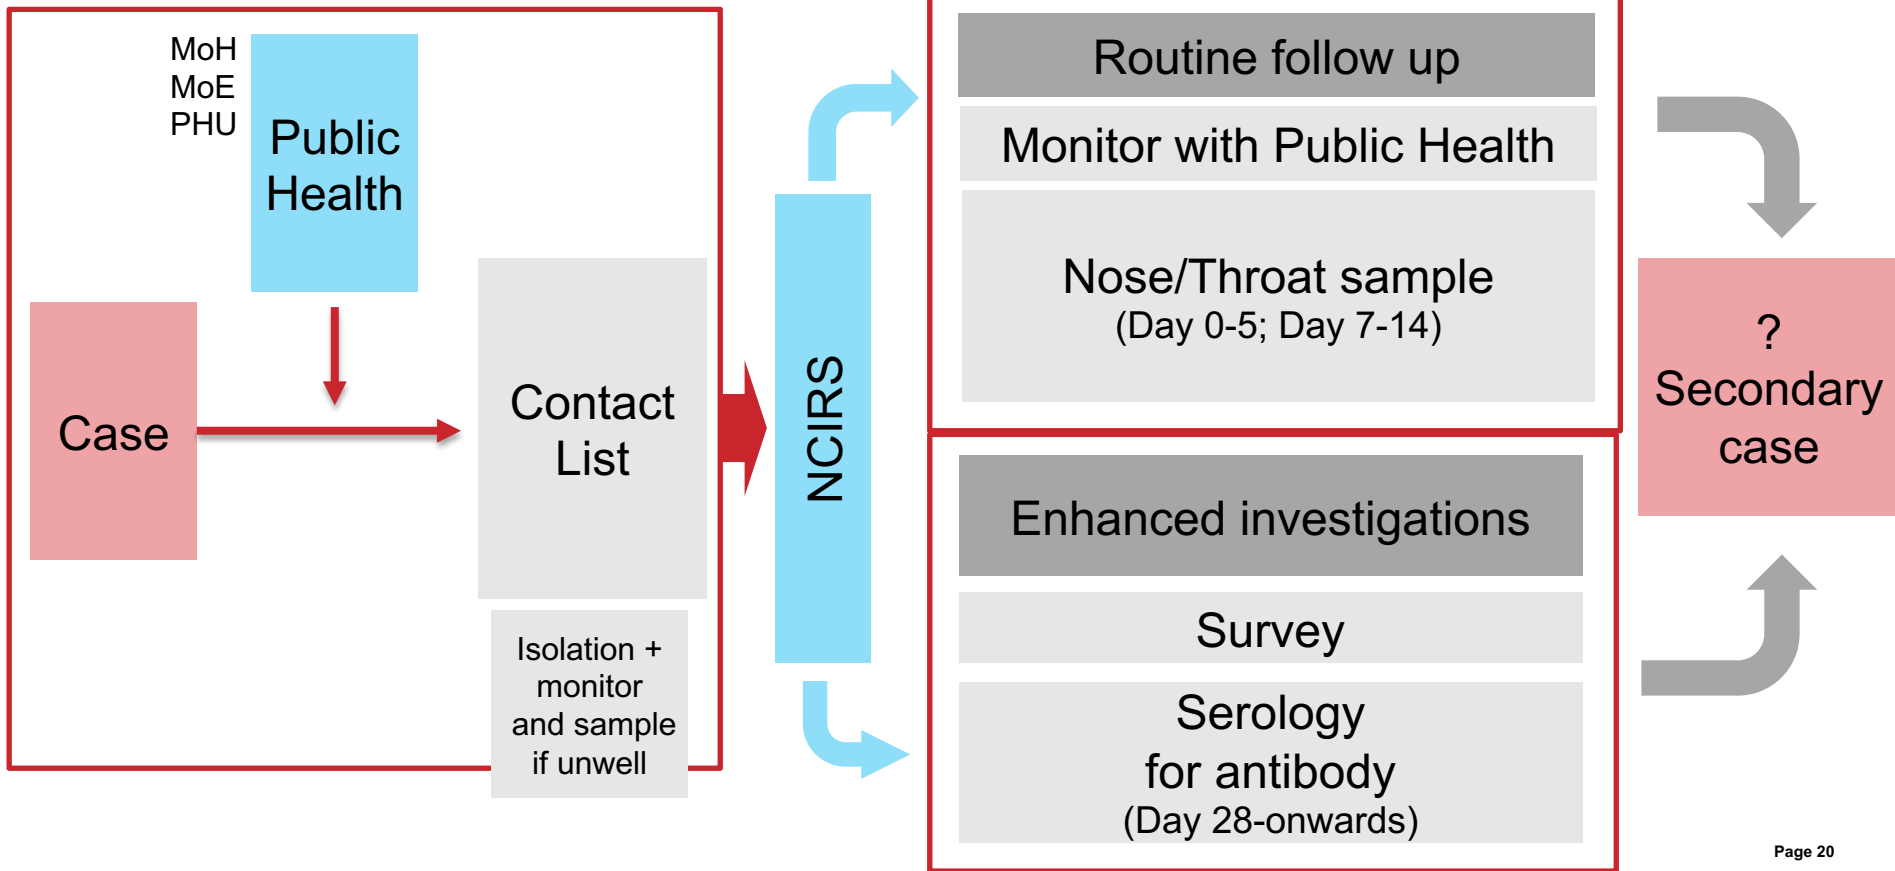 MoH
MoE
PHU
Public
Health
Case
Contact
List
Isolation +
monitor
and sample
if unwell
NCIRS
Routine follow up
Monitor with Public Health
Nose/Throat sample
(Day 0-5; Day 7-14)
Enhanced investigations
Survey
Serology
for antibody
(Day 28-onwards)
?
Secondary
case
Page 20